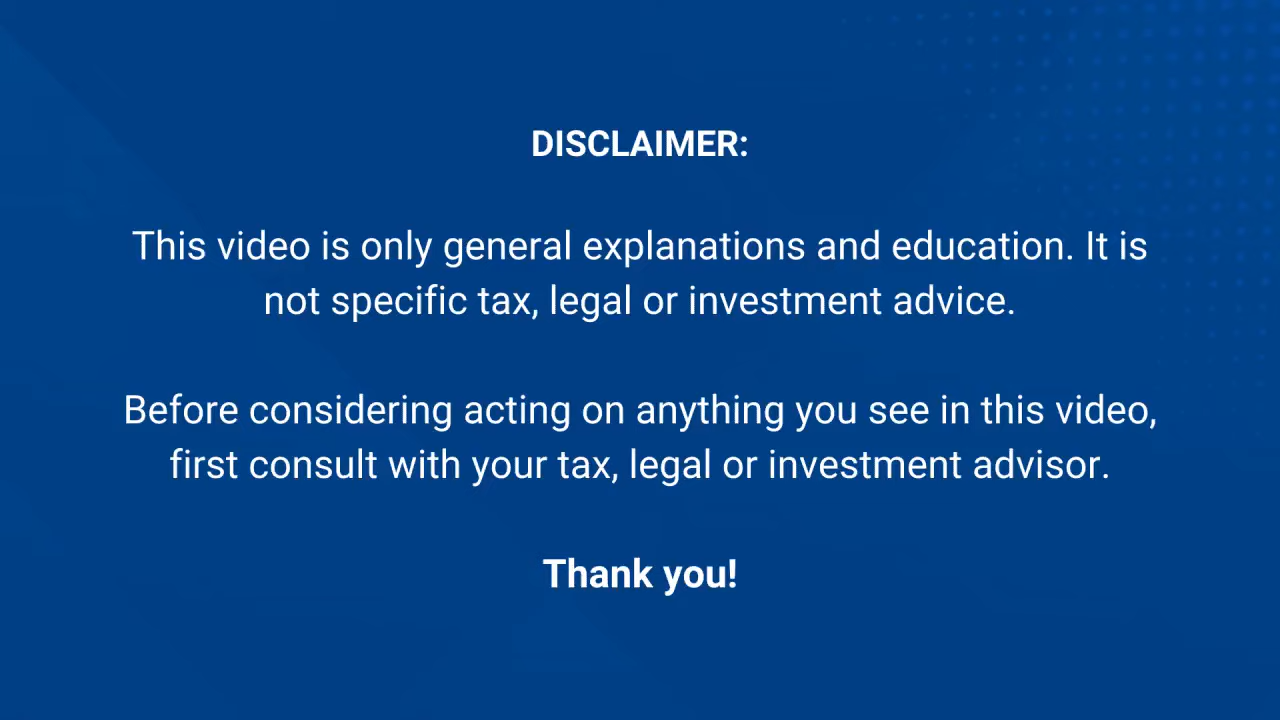 DISCLAIMER:
This video is only general explanations and education. It is
not specific tax, legal or investment advice.
Before considering acting on anything you see in this video,
first consult with your tax, legal or investment advisor.
Thank you!